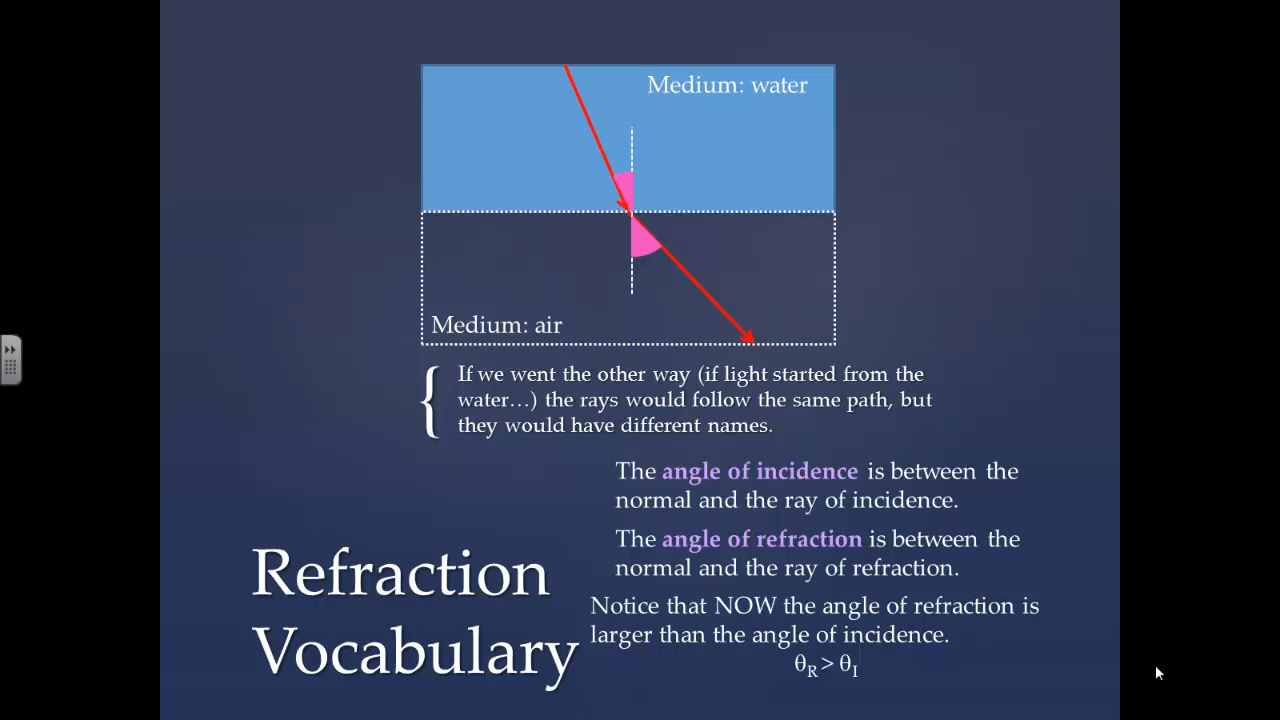 Medium: water
Medium: air
If we went the other way (if light started from the
water…) the rays would follow the same path, but
they would have different names.
The angle of incidence is between the
normal and the ray of incidence.
The angle of refraction is between the
normal and the ray of refraction.
Notice that NOW the angle of refraction is
larger than the angle of incidence.
θR > θI
Refraction
Vocabulary